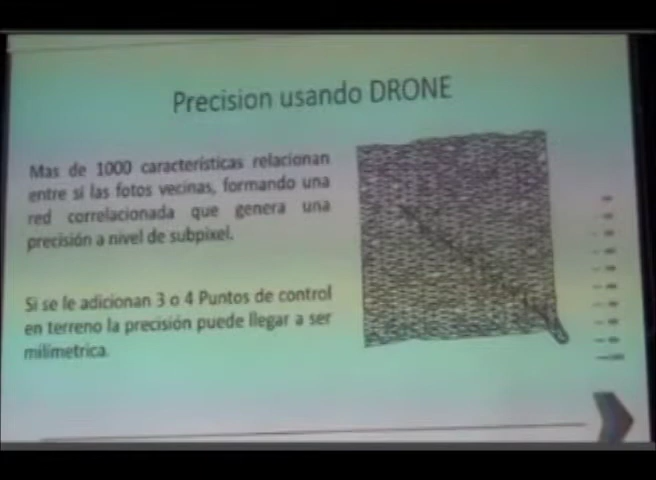 Precision usando DRONE
Mas de 1000 características relacionan
entre sí las fotos vecinas, formando una
red correlacionada que genera una
precisión a nivel de subpixel.
Si se le adicionan 3 o 4 Puntos de control
en terreno la precisión puede llegar a ser
milimetrica.